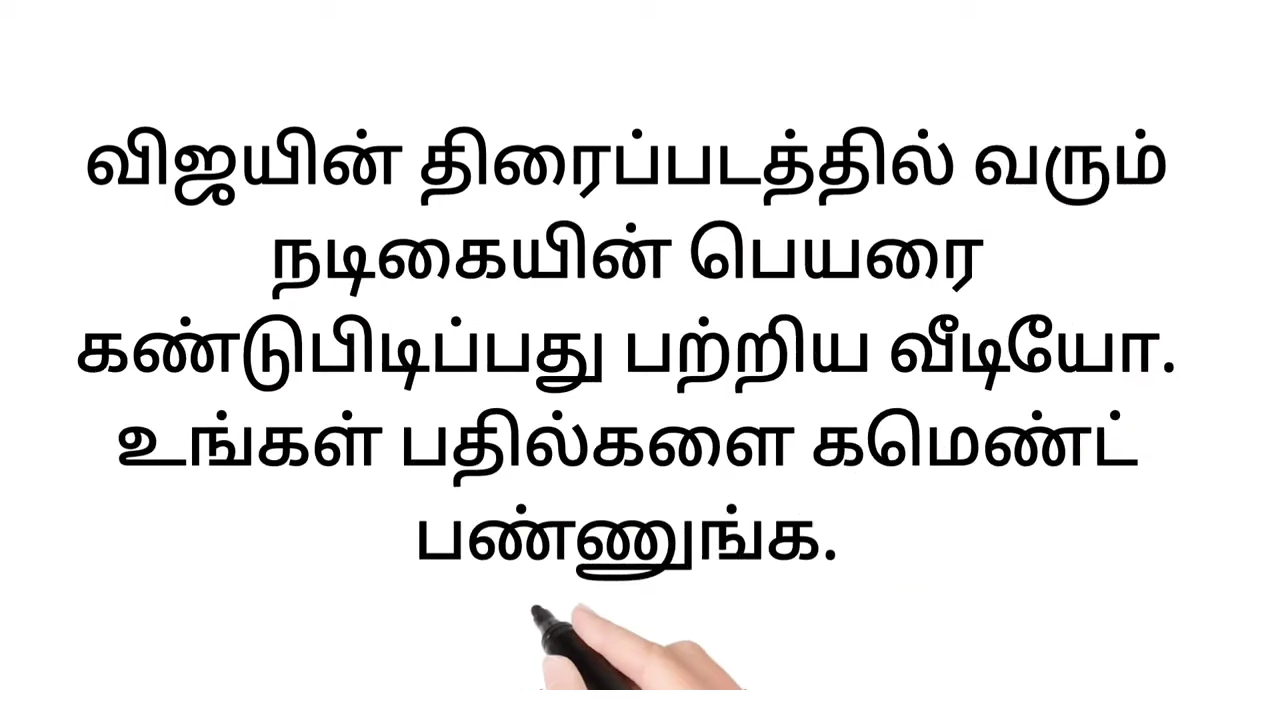 விஜயின் திரைப்படத்தில் வரும்
நடிகையின் பெயரை
கண்டுபிடிப்பது பற்றிய வீடியோ.
உங்கள் பதில்களை கமெண்ட்
பண்ணுங்க.